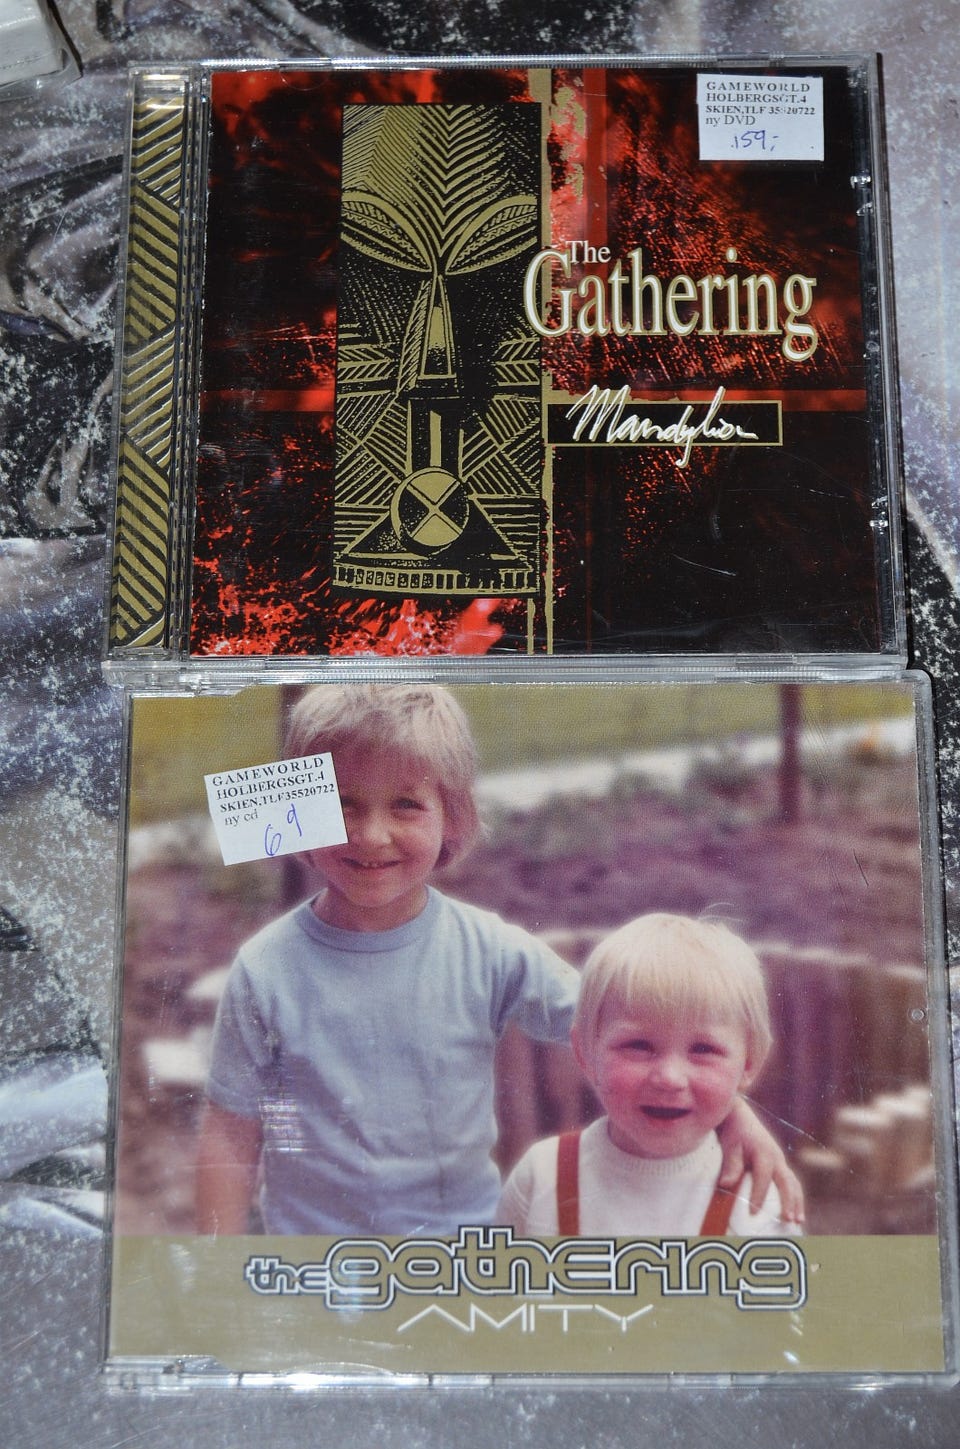 GAMEWORLD
HOLBERGSGT.4
SKIEN,TLF 35520722
ny DVD
159,-
The
Gathering
Mandylion
GAMEWORLD
HOLBERGSGT.4
SKIEN,TLF35520722
ny cd
69
the gathering
AMITY